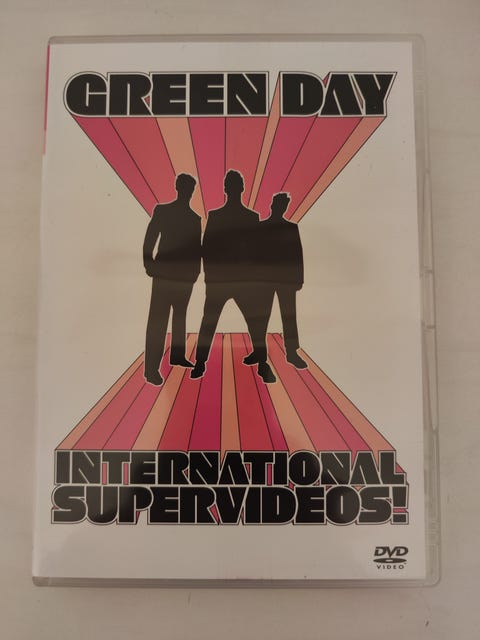 GREEN DAY
INTERNATIONAL
SUPERVIDEOS!
DVD
VIDEO